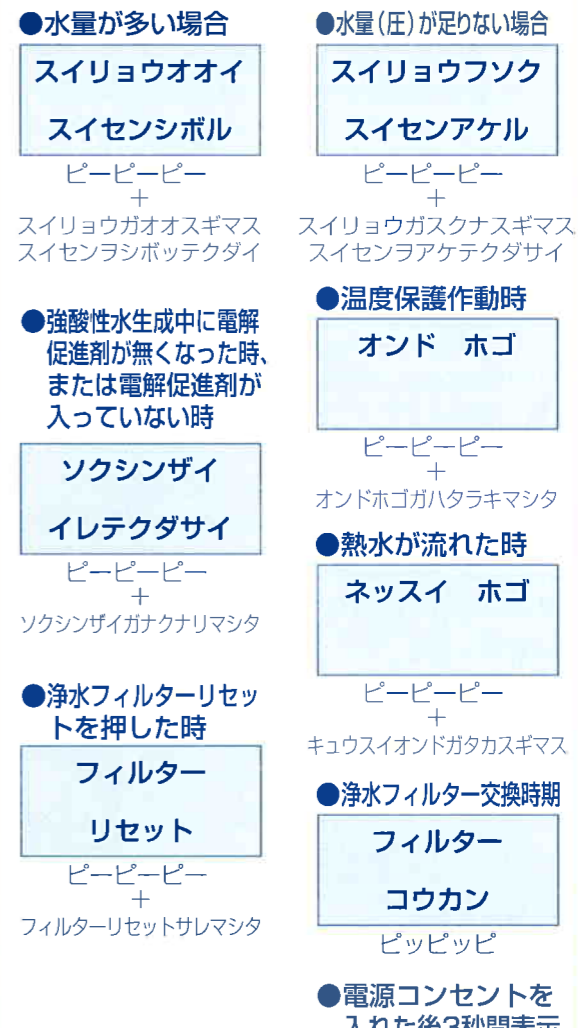 ●水量が多い場合
スイリョウオオイ
スイセンシボル
ピーピーピー
+
スイリョウガオオスギマス
スイセンヲシボッテクダイ
●強酸性水生成中に電解
促進剤が無くなった時、
または電解促進剤が
入っていない時
ソクシンザイ
イレテクダサイ
ピーピーピー
+
ソクシンザイガナクナリマシタ
●浄水フィルターリセッ
トを押した時
フィルター
リセット
ピーピーピー
+
フィルターリセットサレマシタ
●水量(圧)が足りない場合
スイリョウフソク
スイセンアケル
ピーピーピー
+
スイリョウガスクナスギマス
スイセンヲアケテクダサイ
●温度保護作動時
オンド ホゴ
ピーピーピー
+
オンドホゴガハタラキマシタ
●熱水が流れた時
ネッスイ ホゴ
ピーピーピー
+
キュウスイオンドガタカスギマス
●浄水フィルター交換時期
フィルター
コウカン
ピッピッピ
●電源コンセントを
入れた後3秒間表示